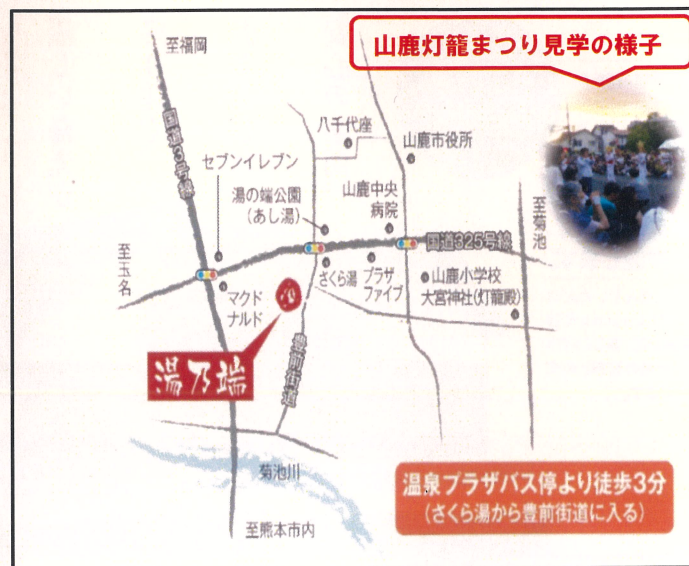 山鹿灯籠まつり見学の様子
至福岡
国道3号線
八千代座
山鹿市役所
セブンイレブン
湯の端公園
(あし湯)
山鹿中央
病院
至菊池
国道325号線
至玉名
さくら湯
プラザ
ファイブ
山鹿小学校
大宮神社(灯籠殿)
マクド
ナルド
湯乃端
豊前街道
菊池川
至熊本市内
温泉プラザバス停より徒歩3分
(さくら湯から豊前街道に入る)